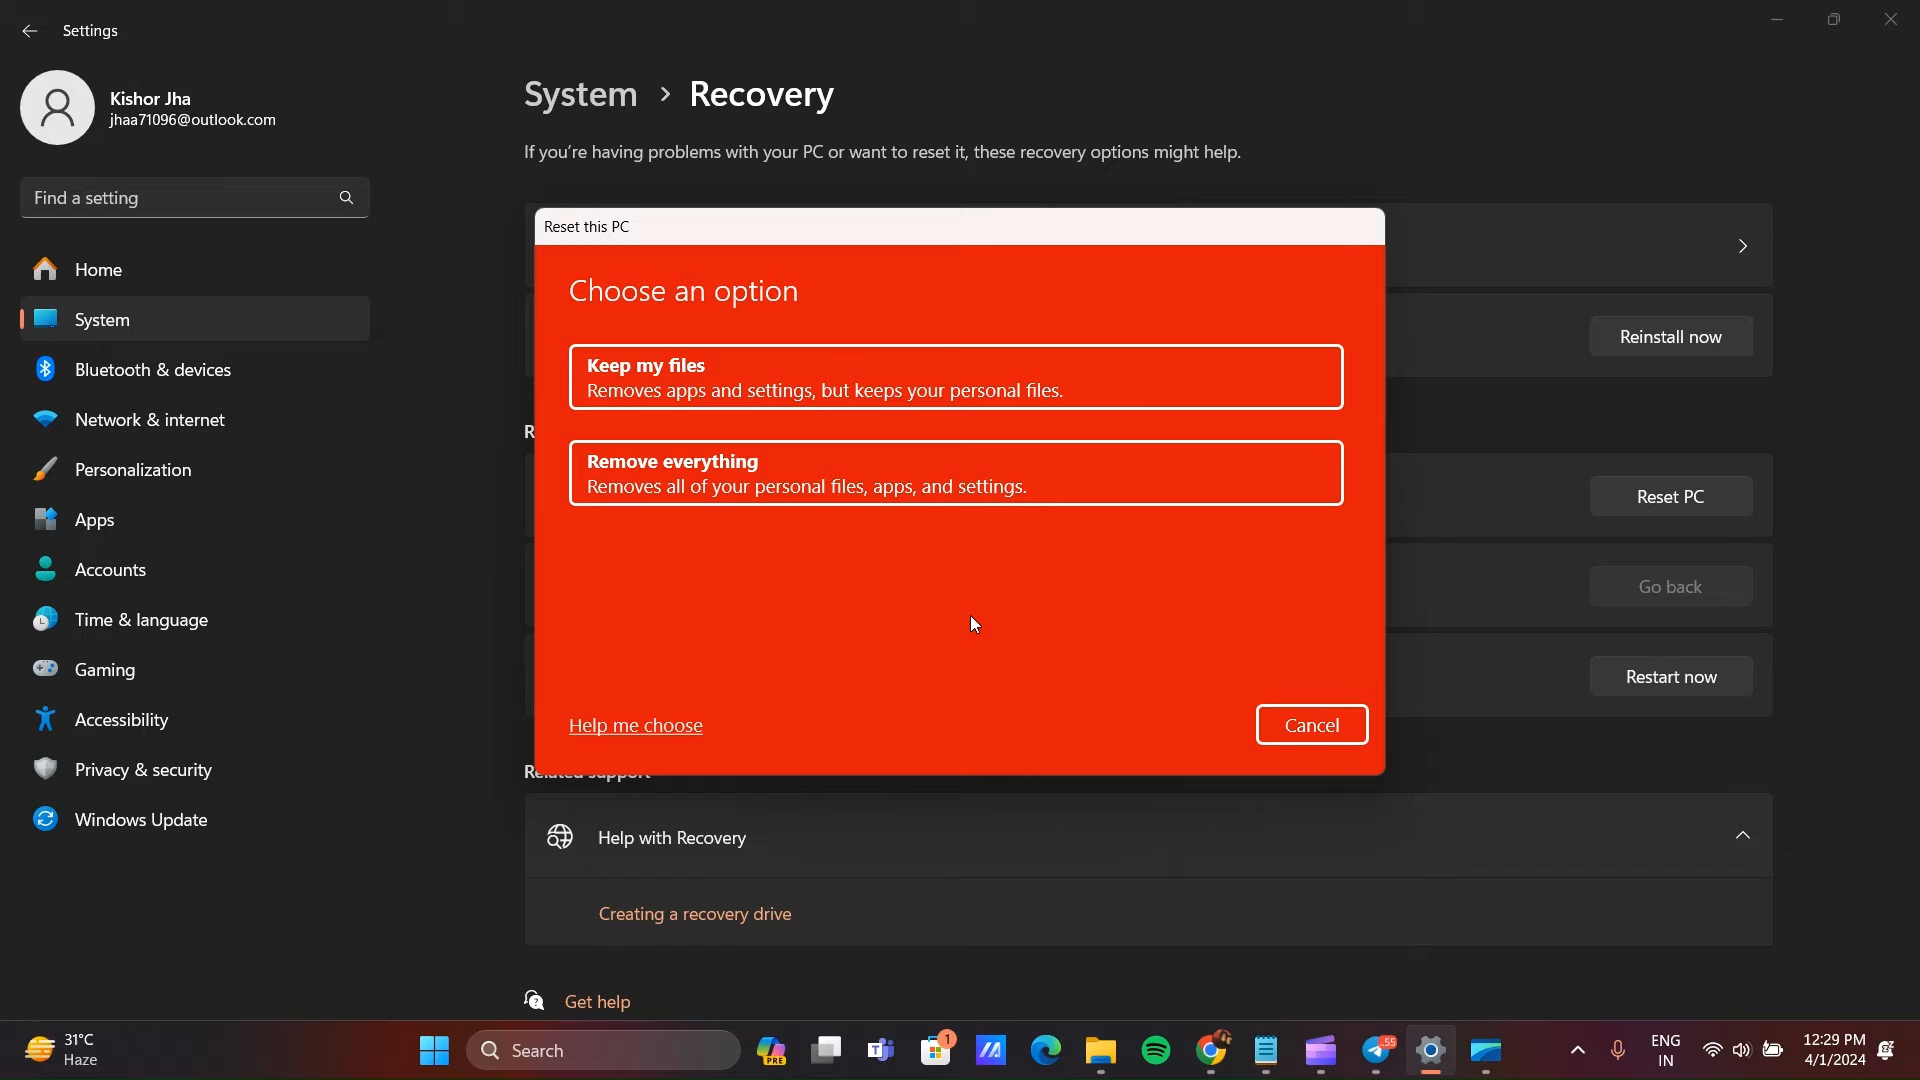 Settings
Kishor Jha
jhaa71096@outlook.com
Find a setting
Home
System
Bluetooth & devices
Network & internet
Personalization
Apps
Accounts
Time & language
Gaming
Accessibility
Privacy & security
Windows Update
System > Recovery
If you're having problems with your PC or want to reset it, these recovery options might help.
Reset this PC
Choose an option
Keep my files
Removes apps and settings, but keeps your personal files.
Remove everything
Removes all of your personal files, apps, and settings.
Help me choose
Cancel
Reinstall now
Reset PC
Go back
Restart now
Related support
Help with Recovery
Creating a recovery drive
Get help
31°C
Haze
Search
PRE
1
55
ENG
IN
12:29 PM
4/1/2024